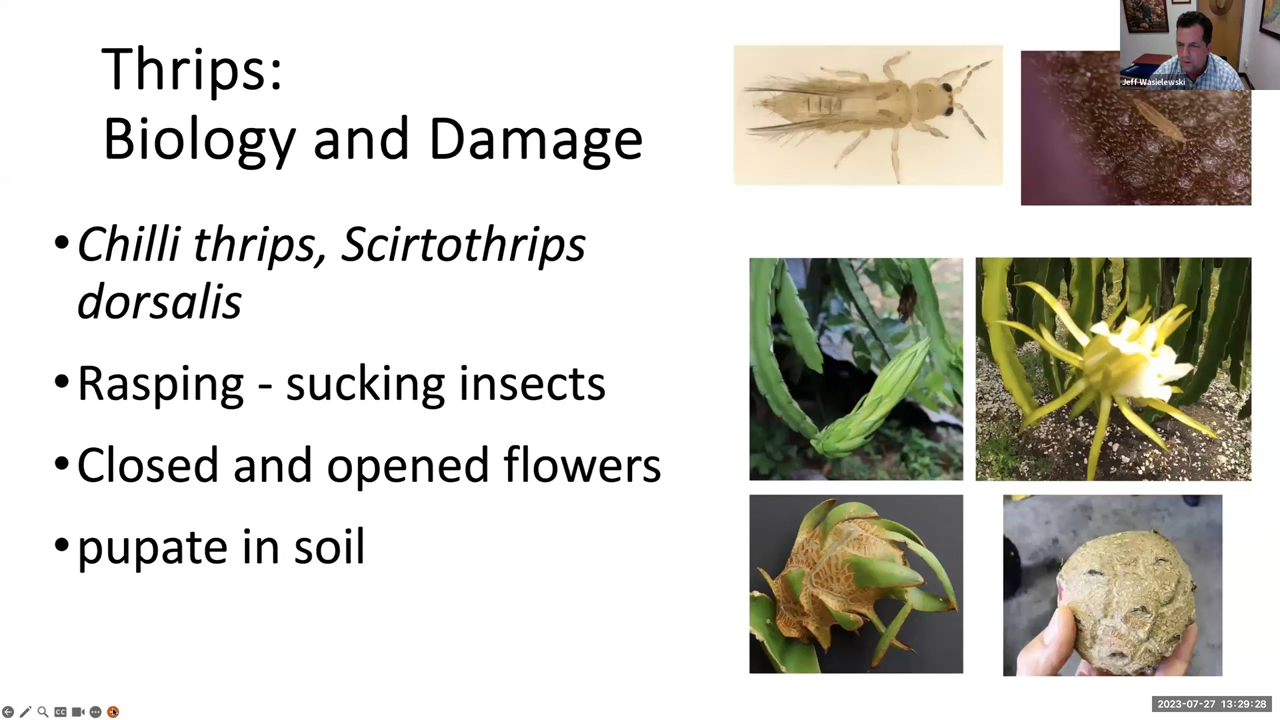 Thrips:
Biology and Damage
•Chilli thrips, Scirtothrips
dorsalis
•Rasping - sucking insects
•Closed and opened flowers
•pupate in soil
Jeff Wasielewski
CC
2023-07-27 13:29:28